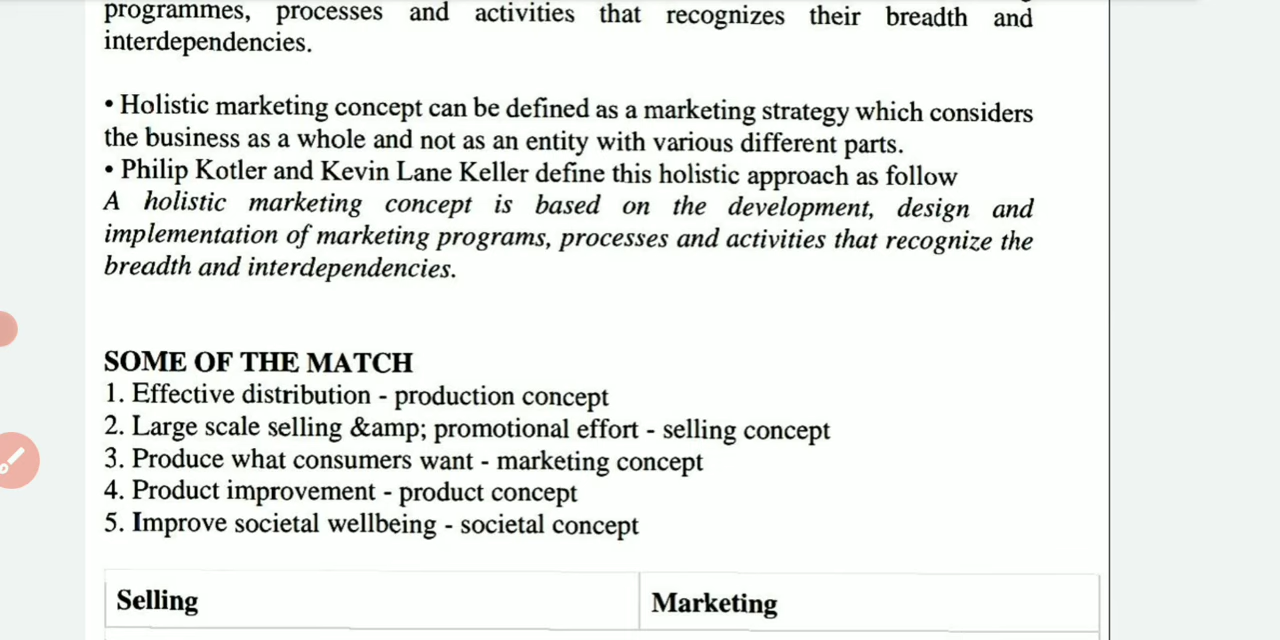 programmes, processes and activities that recognizes their breadth and
interdependencies.
• Holistic marketing concept can be defined as a marketing strategy which considers
the business as a whole and not as an entity with various different parts.
• Philip Kotler and Kevin Lane Keller define this holistic approach as follow
A holistic marketing concept is based on the development, design and
implementation of marketing programs, processes and activities that recognize the
breadth and interdependencies.
SOME OF THE MATCH
1. Effective distribution - production concept
2. Large scale selling &amp; promotional effort - selling concept
3. Produce what consumers want - marketing concept
4. Product improvement - product concept
5. Improve societal wellbeing - societal concept
Selling
Marketing